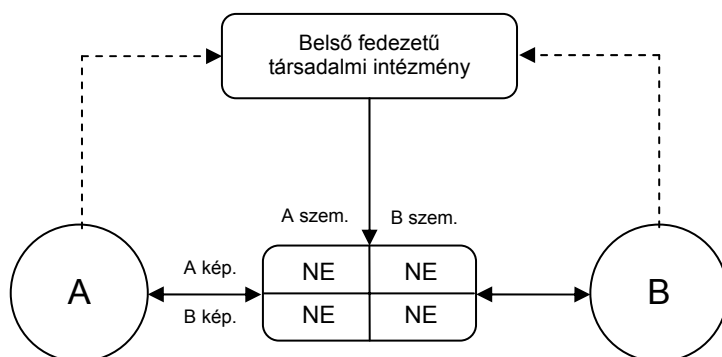 Belső fedezetű
társadalmi intézmény
A szem. B szem.
A kép.
B kép.
A
NE NE
NE NE
B